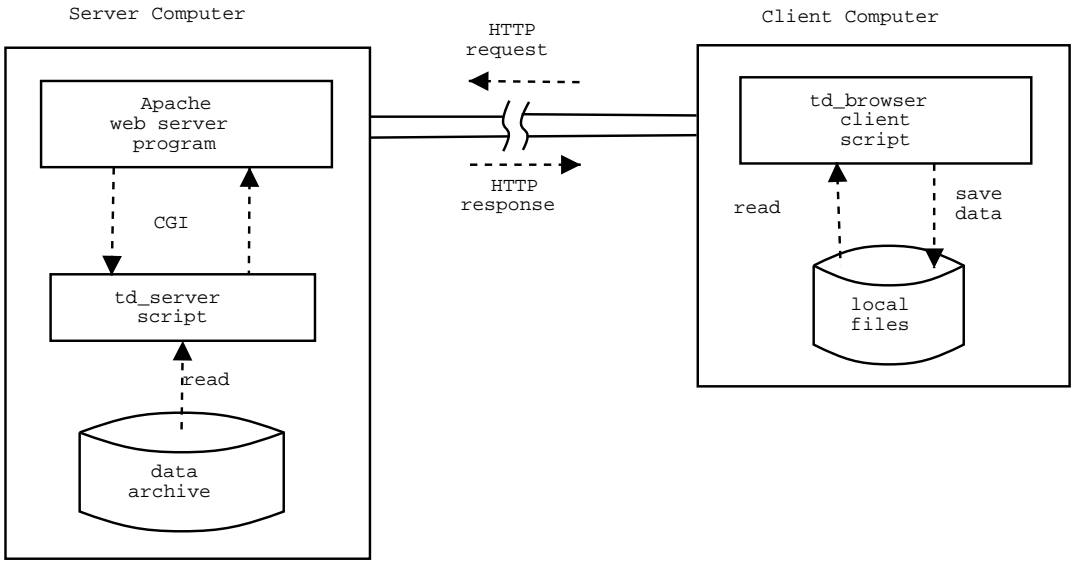 Server Computer
Client Computer
HTTP
request
Apache
web server
program
td_browser
client
script
HTTP
response
CGI
read
save
data
td_server
script
local
files
read
data
archive